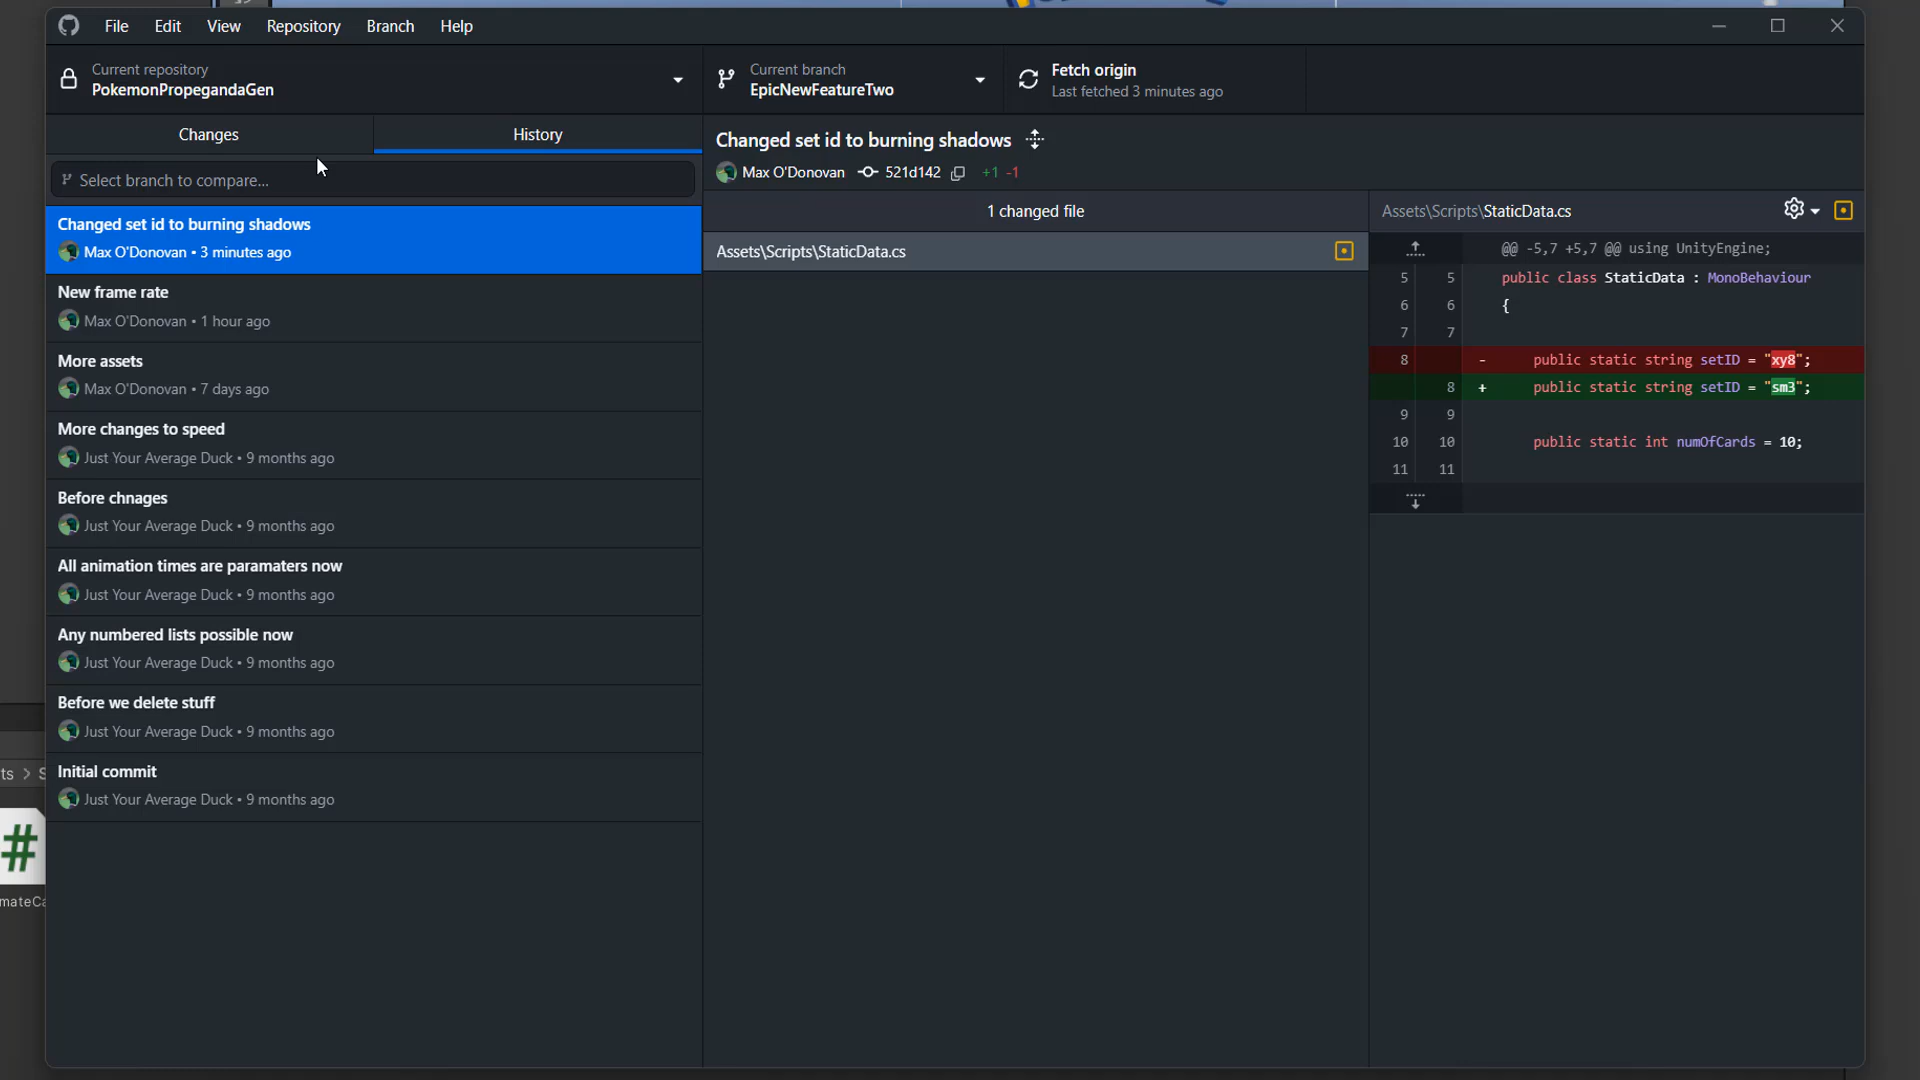 File Edit View Repository Branch Help
Current repository
PokemonPropegandaGen
Current branch
EpicNewFeatureTwo
Fetch origin
Last fetched 3 minutes ago
Changes
History
Select branch to compare...
Changed set id to burning shadows
Max O'Donovan • 3 minutes ago
New frame rate
Max O'Donovan • 1 hour ago
More assets
Max O'Donovan • 7 days ago
More changes to speed
Just Your Average Duck • 9 months ago
Before chnages
Just Your Average Duck • 9 months ago
All animation times are paramaters now
Just Your Average Duck • 9 months ago
Any numbered lists possible now
Just Your Average Duck • 9 months ago
Before we delete stuff
Just Your Average Duck • 9 months ago
Initial commit
Just Your Average Duck • 9 months ago
Changed set id to burning shadows
Max O'Donovan 521d142 +1 -1
1 changed file
Assets\Scripts\StaticData.cs
Assets\Scripts\StaticData.cs
@@ -5,7 +5,7 @@ using UnityEngine;
5 5 public class StaticData : MonoBehaviour
6 6 {
7 7
8 - public static string setID = "xy8";
8 + public static string setID = "sm3";
9 9
10 10 public static int numOfCards = 10;
11 11
ts > S
#
mateCa